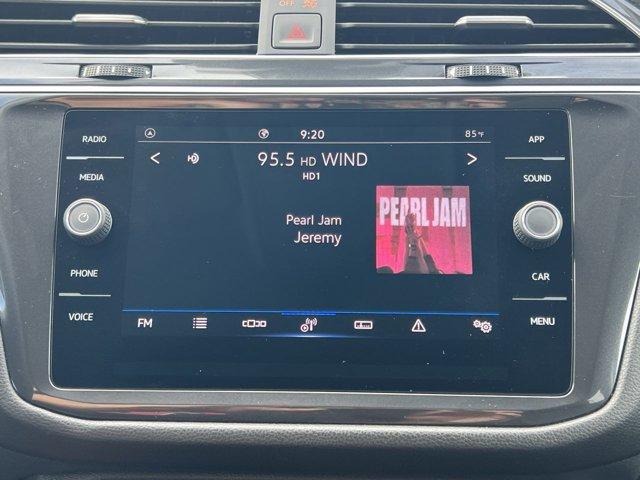 OFF
RADIO
MEDIA
PHONE
VOICE
9:20
85°F
95.5 HD WIND
HD1
Pearl Jam
Jeremy
PEARL JAM
FM
APP
SOUND
CAR
MENU